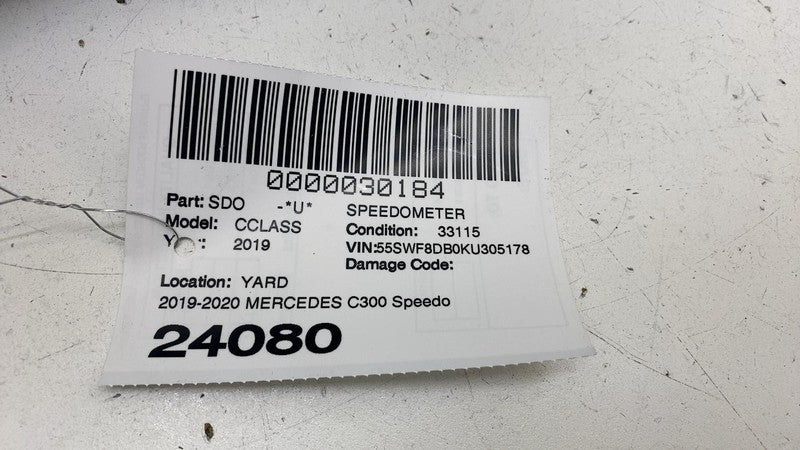 0000030184
Part: SDO -*U* SPEEDOMETER
Model: CCLASS Condition: 33115
Y r: 2019 VIN:55SWF8DB0KU305178
Damage Code:
Location: YARD
2019-2020 MERCEDES C300 Speedo
24080